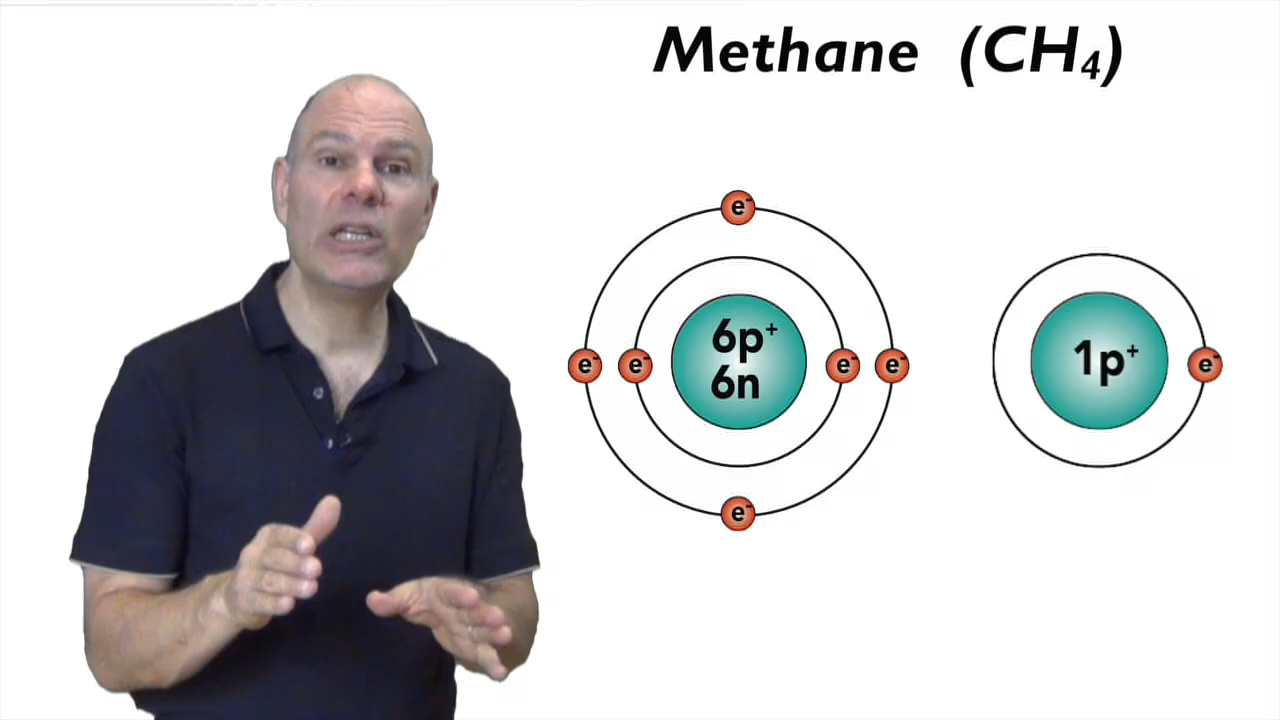 Methane (CH₄)
e⁻
e⁻
e⁻
6p⁺
6n
e⁻
e⁻
e⁻
1p⁺
e⁻